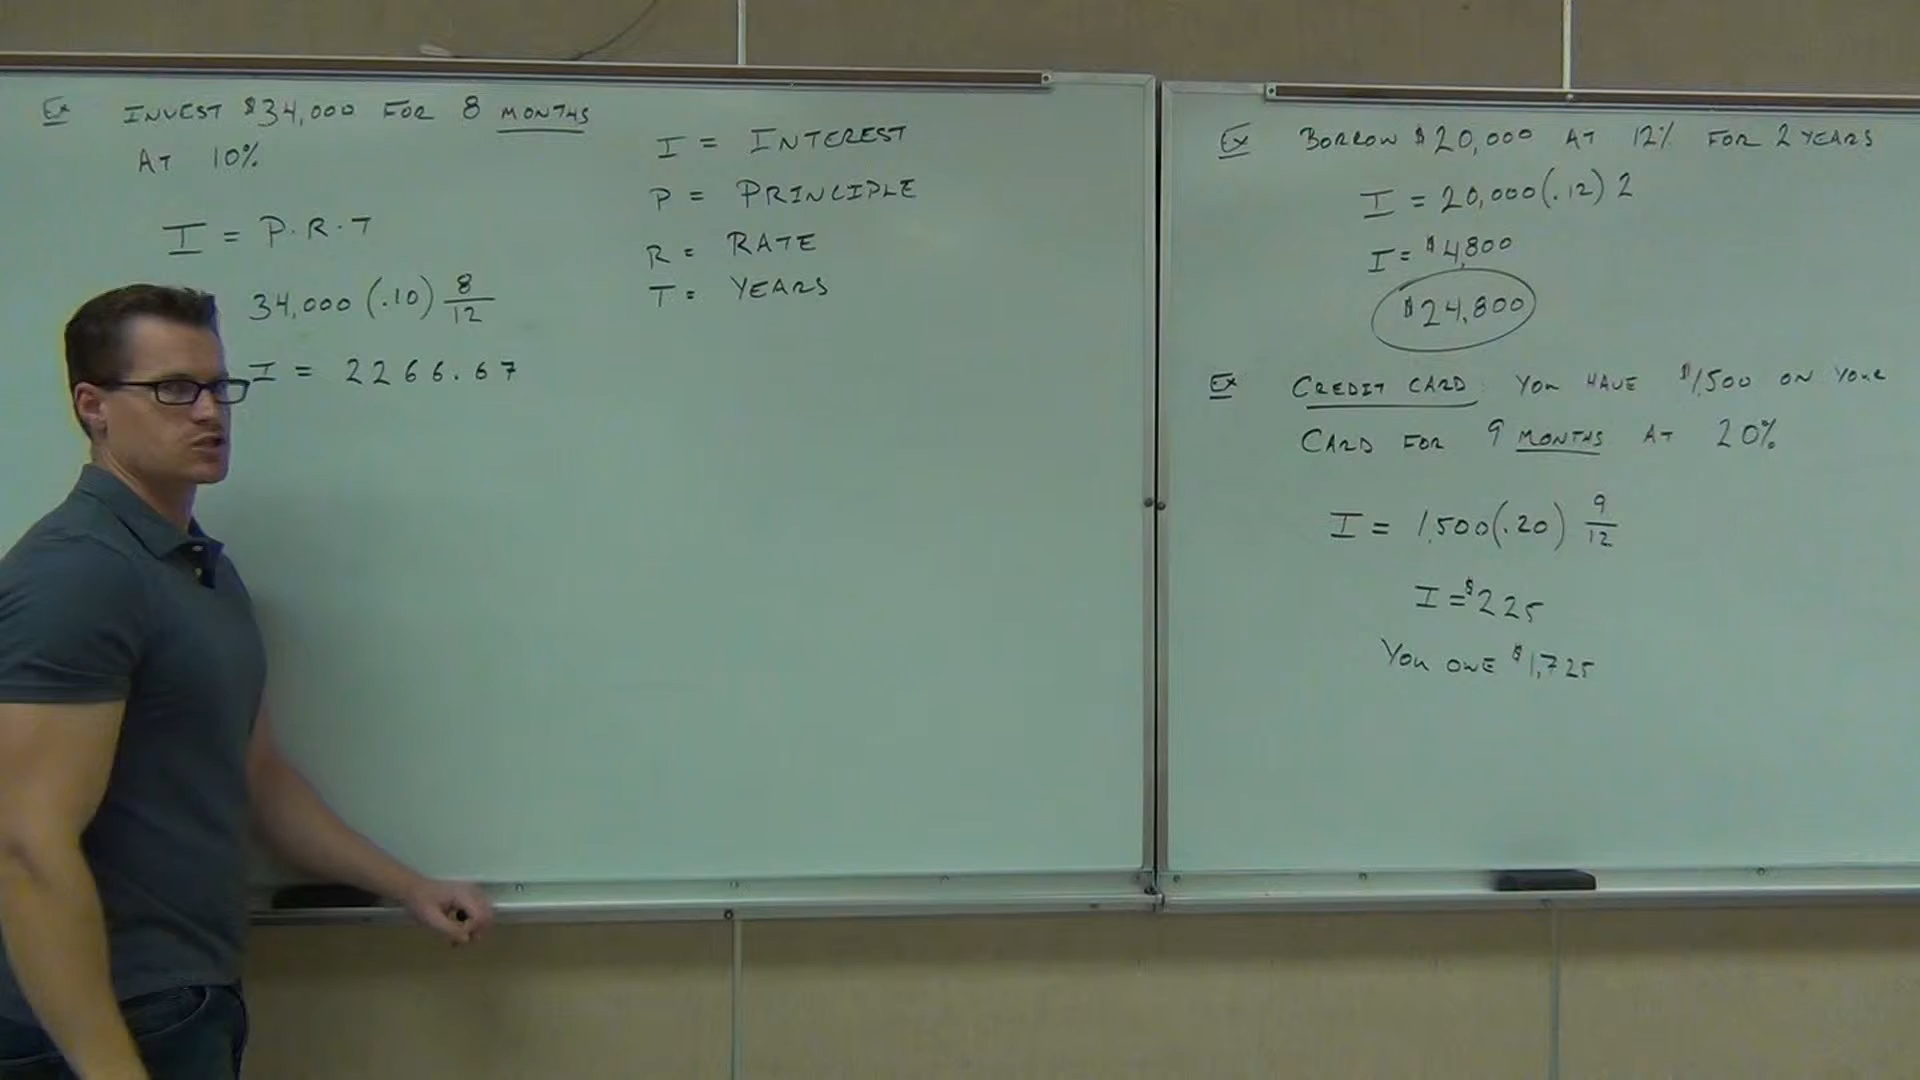 Ex INVEST $34,000 FOR 8 MONTHS
AT 10%
I = P·R·T
34,000 (.10) 8/12
I = 2266.67
I = INTEREST
P = PRINCIPLE
R = RATE
T = YEARS
Ex BORROW $20,000 AT 12% FOR 2 YEARS
I = 20,000(.12) 2
I = $4,800
$24,800
Ex CREDIT CARD: YOU HAVE $1,500 ON YOUR
CARD FOR 9 MONTHS AT 20%
I = 1,500(.20) 9/12
I = $225
YOU OWE $1,725